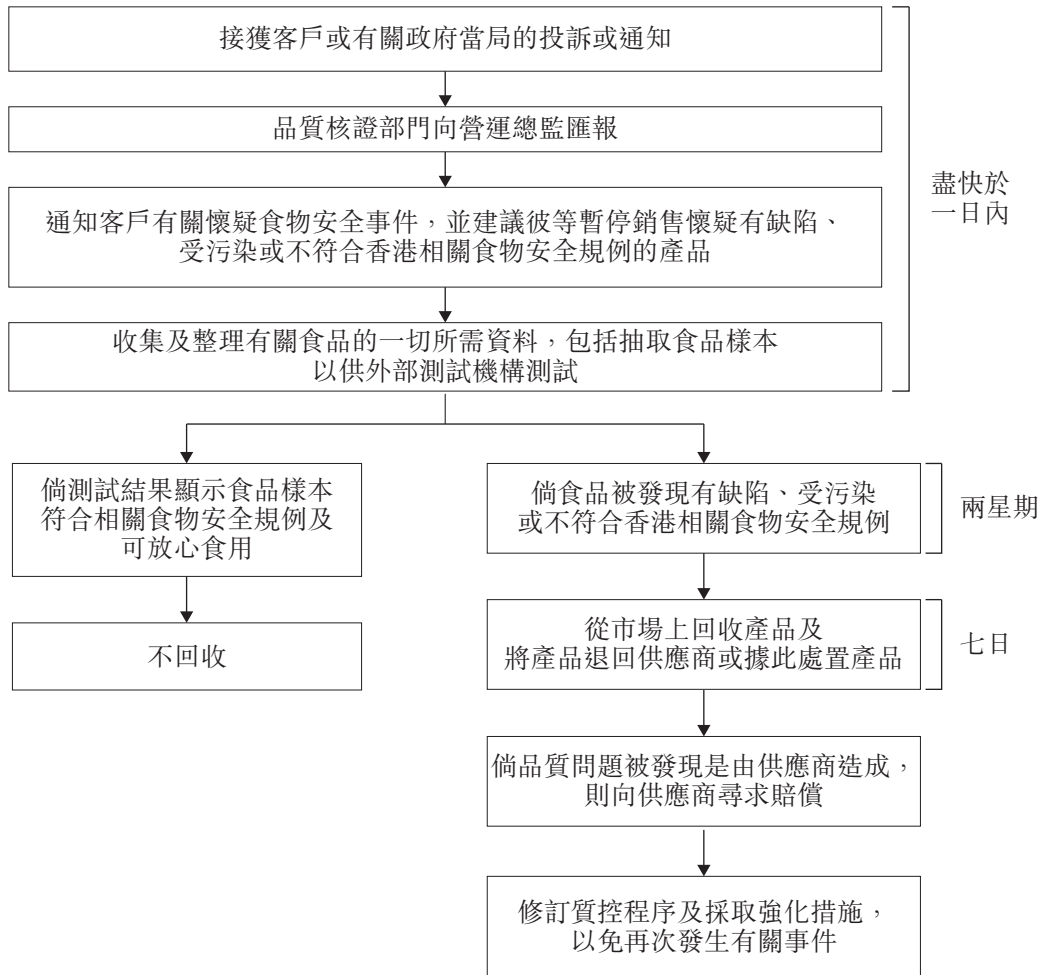 接獲客戶或有關政府當局的投訴或通知
品質核證部門向營運總監匯報
通知客戶有關懷疑食物安全事件，並建議彼等暫停銷售懷疑有缺陷、
受污染或不符合香港相關食物安全規例的產品
收集及整理有關食品的一切所需資料，包括抽取食品樣本
以供外部測試機構測試
盡快於
一日內
倘測試結果顯示食品樣本
符合相關食物安全規例及
可放心食用
不回收
倘食品被發現有缺陷、受污染
或不符合香港相關食物安全規例
兩星期
從市場上回收產品及
將產品退回供應商或據此處置產品
七日
倘品質問題被發現是由供應商造成，
則向供應商尋求賠償
修訂質控程序及採取強化措施，
以免再次發生有關事件